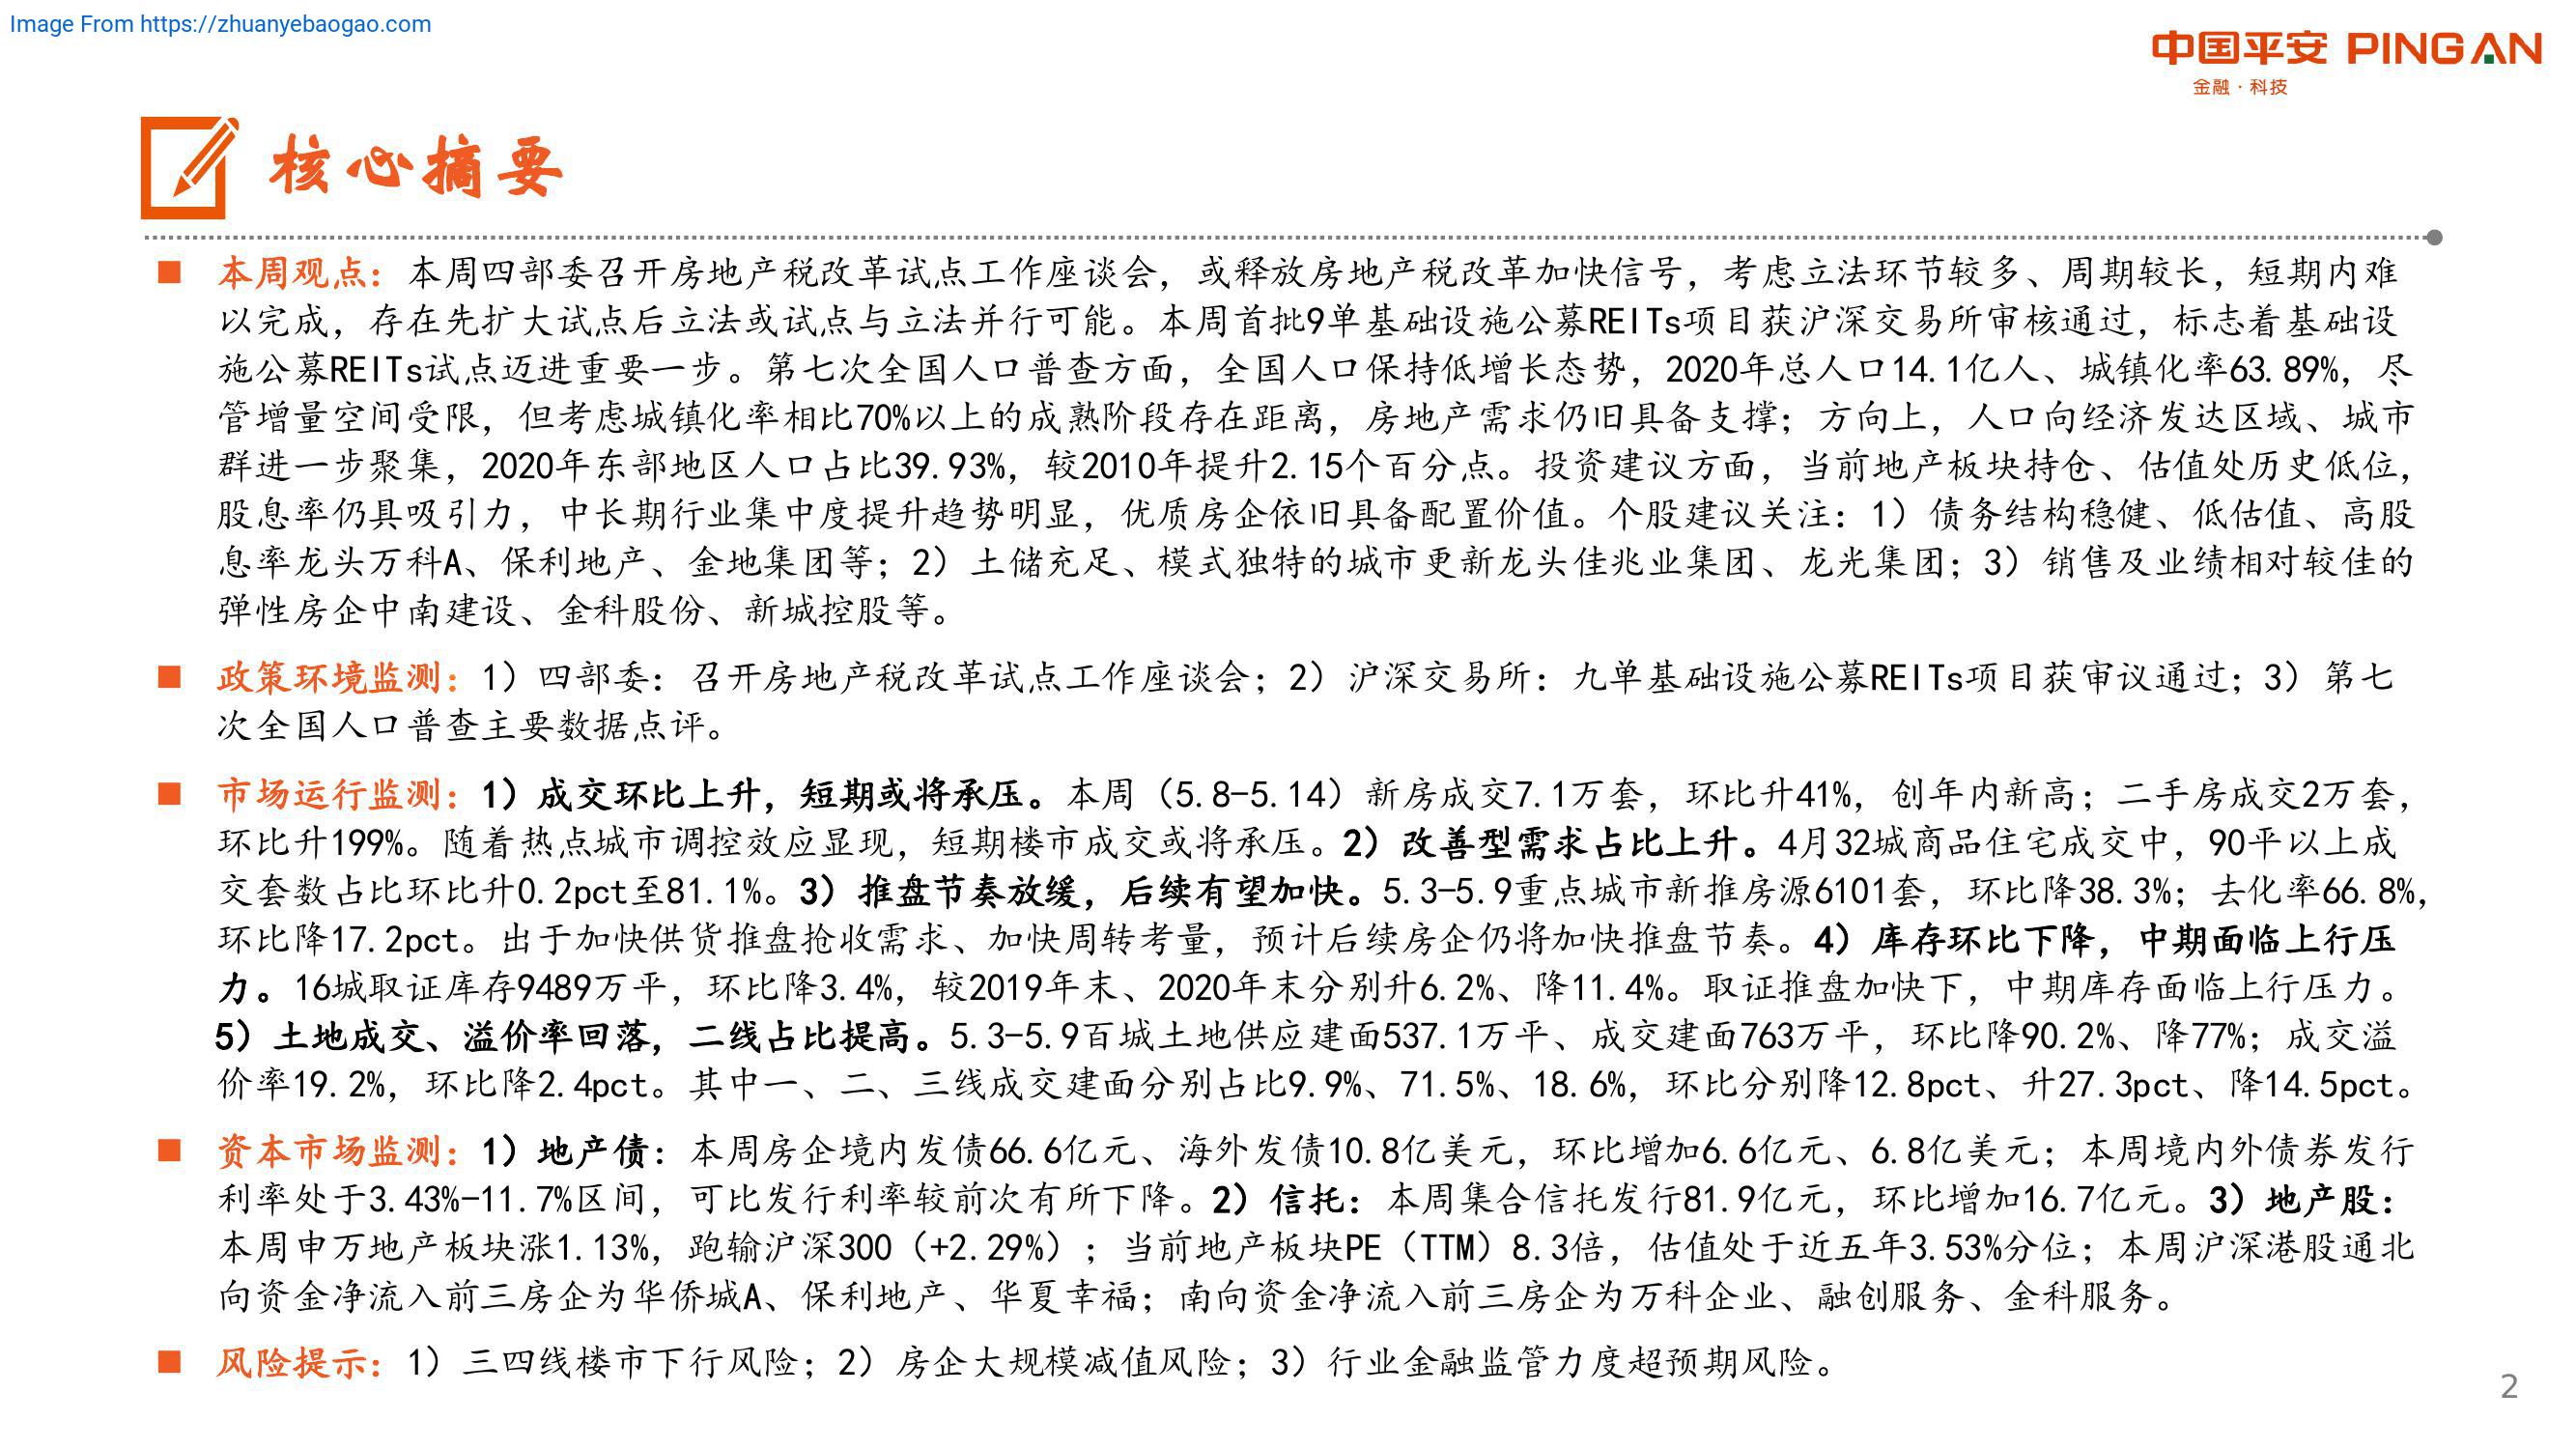 Image From https://zhuanyebaogao.com
中国平安 PINGAN
金融·科技
核心摘要
本周观点：本周四部委召开房地产税改革试点工作座谈会，或释放房地产税改革加快信号，考虑立法环节较多、周期较长，短期内难
以完成，存在先扩大试点后立法或试点与立法并行可能。本周首批9单基础设施公募REITs项目获沪深交易所审核通过，标志着基础设
施公募REITs试点迈进重要一步。第七次全国人口普查方面，全国人口保持低增长态势，2020年总人口14.1亿人、城镇化率63.89%，尽
管增量空间受限，但考虑城镇化率相比70%以上的成熟阶段存在距离，房地产需求仍旧具备支撑；方向上，人口向经济发达区域、城市
群进一步聚集，2020年东部地区人口占比39.93%，较2010年提升2.15个百分点。投资建议方面，当前地产板块持仓、估值处历史低位，
股息率仍具吸引力，中长期行业集中度提升趋势明显，优质房企依旧具备配置价值。个股建议关注：1）债务结构稳健、低估值、高股
息率龙头万科A、保利地产、金地集团等；2）土储充足、模式独特的城市更新龙头佳兆业集团、龙光集团；3）销售及业绩相对较佳的
弹性房企中南建设、金科股份、新城控股等。
政策环境监测：1）四部委：召开房地产税改革试点工作座谈会；2）沪深交易所：九单基础设施公募REITs项目获审议通过；3）第七
次全国人口普查主要数据点评。
市场运行监测：1）成交环比上升，短期或将承压。本周（5.8-5.14）新房成交7.1万套，环比升41%，创年内新高；二手房成交2万套，
环比升199%。随着热点城市调控效应显现，短期楼市成交或将承压。2）改善型需求占比上升。4月32城商品住宅成交中，90平以上成
交套数占比环比升0.2pct至81.1%。3）推盘节奏放缓，后续有望加快。5.3-5.9重点城市新推房源6101套，环比降38.3%；去化率66.8%，
环比降17.2pct。出于加快供货推盘抢收需求、加快周转考量，预计后续房企仍将加快推盘节奏。4）库存环比下降，中期面临上行压
力。16城取证库存9489万平，环比降3.4%，较2019年末、2020年末分别升6.2%、降11.4%。取证推盘加快下，中期库存面临上行压力。
5）土地成交、溢价率回落，二线占比提高。5.3-5.9百城土地供应建面537.1万平、成交建面763万平，环比降90.2%、降77%；成交溢
价率19.2%，环比降2.4pct。其中一、二、三线成交建面分别占比9.9%、71.5%、18.6%，环比分别降12.8pct、升27.3pct、降14.5pct。
资本市场监测：1）地产债：本周房企境内发债66.6亿元、海外发债10.8亿美元，环比增加6.6亿元、6.8亿美元；本周境内外债券发行
利率处于3.43%-11.7%区间，可比发行利率较前次有所下降。2）信托：本周集合信托发行81.9亿元，环比增加16.7亿元。3）地产股：
本周申万地产板块涨1.13%，跑输沪深300（+2.29%）；当前地产板块PE（TTM）8.3倍，估值处于近五年3.53%分位；本周沪深港股通北
向资金净流入前三房企为华侨城A、保利地产、华夏幸福；南向资金净流入前三房企为万科企业、融创服务、金科服务。
风险提示：1）三四线楼市下行风险；2）房企大规模减值风险；3）行业金融监管力度超预期风险。
2